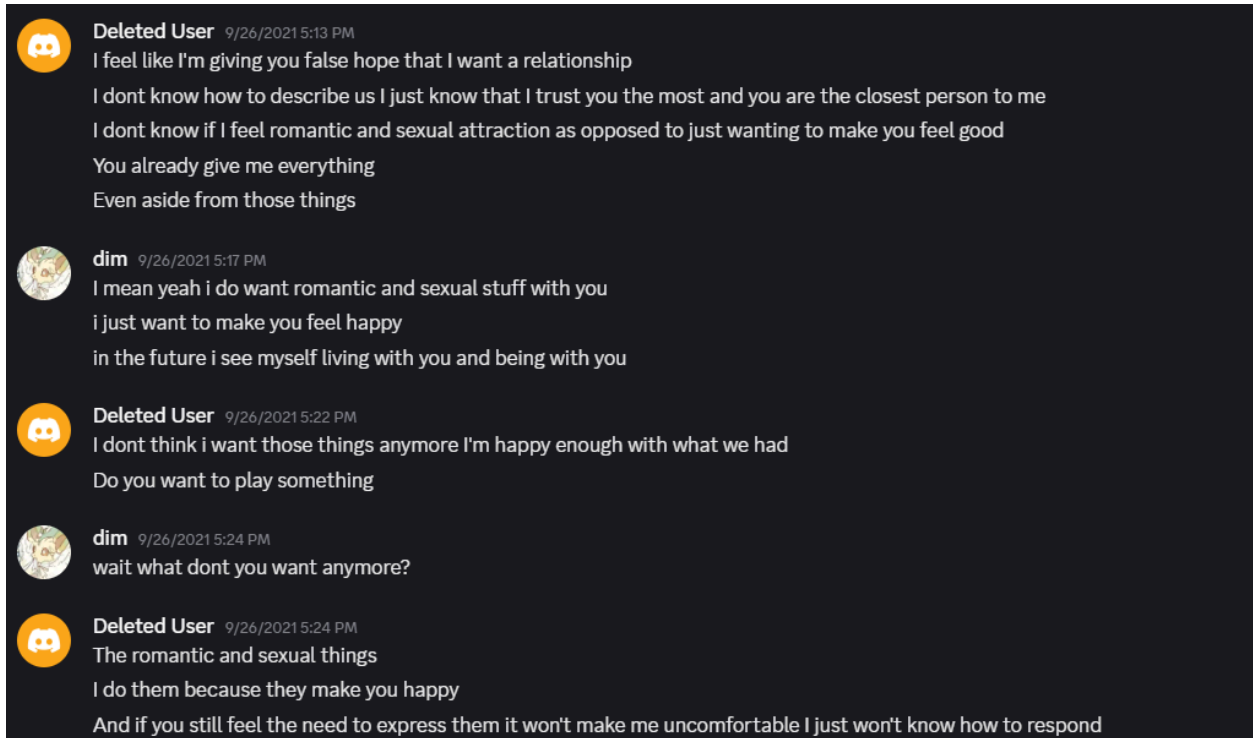 Deleted User 9/26/2021 5:13 PM
I feel like I'm giving you false hope that I want a relationship
I dont know how to describe us I just know that I trust you the most and you are the closest person to me
I dont know if I feel romantic and sexual attraction as opposed to just wanting to make you feel good
You already give me everything
Even aside from those things
dim 9/26/2021 5:17 PM
I mean yeah i do want romantic and sexual stuff with you
i just want to make you feel happy
in the future i see myself living with you and being with you
Deleted User 9/26/2021 5:22 PM
I dont think i want those things anymore I'm happy enough with what we had
Do you want to play something
dim 9/26/2021 5:24 PM
wait what dont you want anymore?
Deleted User 9/26/2021 5:24 PM
The romantic and sexual things
I do them because they make you happy
And if you still feel the need to express them it won't make me uncomfortable I just won't know how to respond